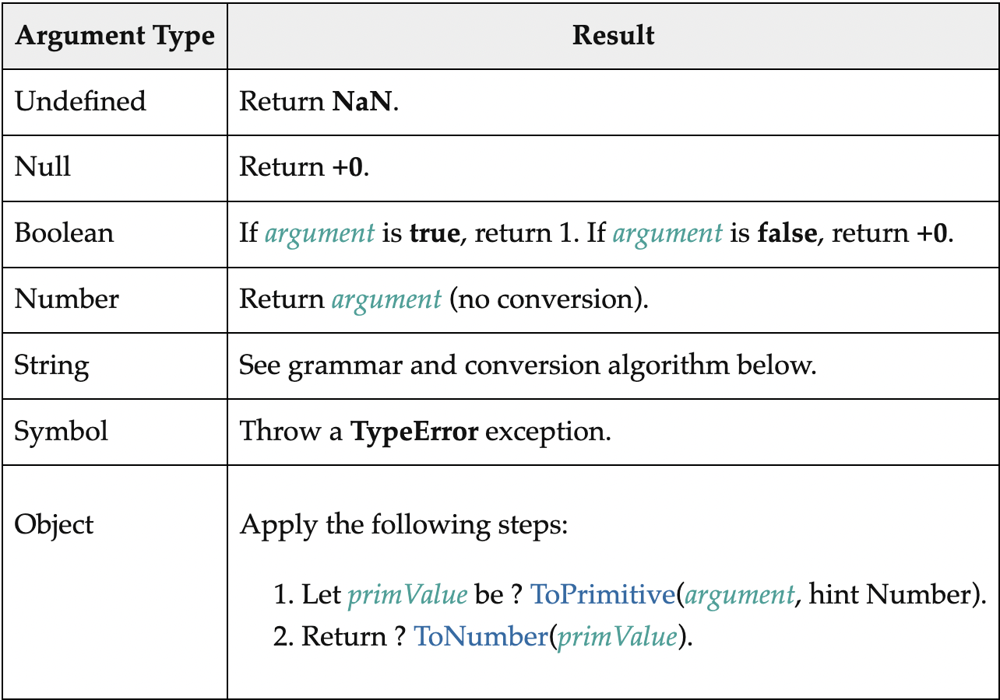 Argument Type Result
Undefined Return NaN.
Null Return +0.
Boolean If argument is true, return 1. If argument is false, return +0.
Number Return argument (no conversion).
String See grammar and conversion algorithm below.
Symbol Throw a TypeError exception.
Object Apply the following steps:
1. Let primValue be ? ToPrimitive(argument, hint Number).
2. Return ? ToNumber(primValue).